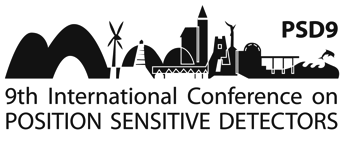 PSD9
9th International Conference on
POSITION SENSITIVE DETECTORS